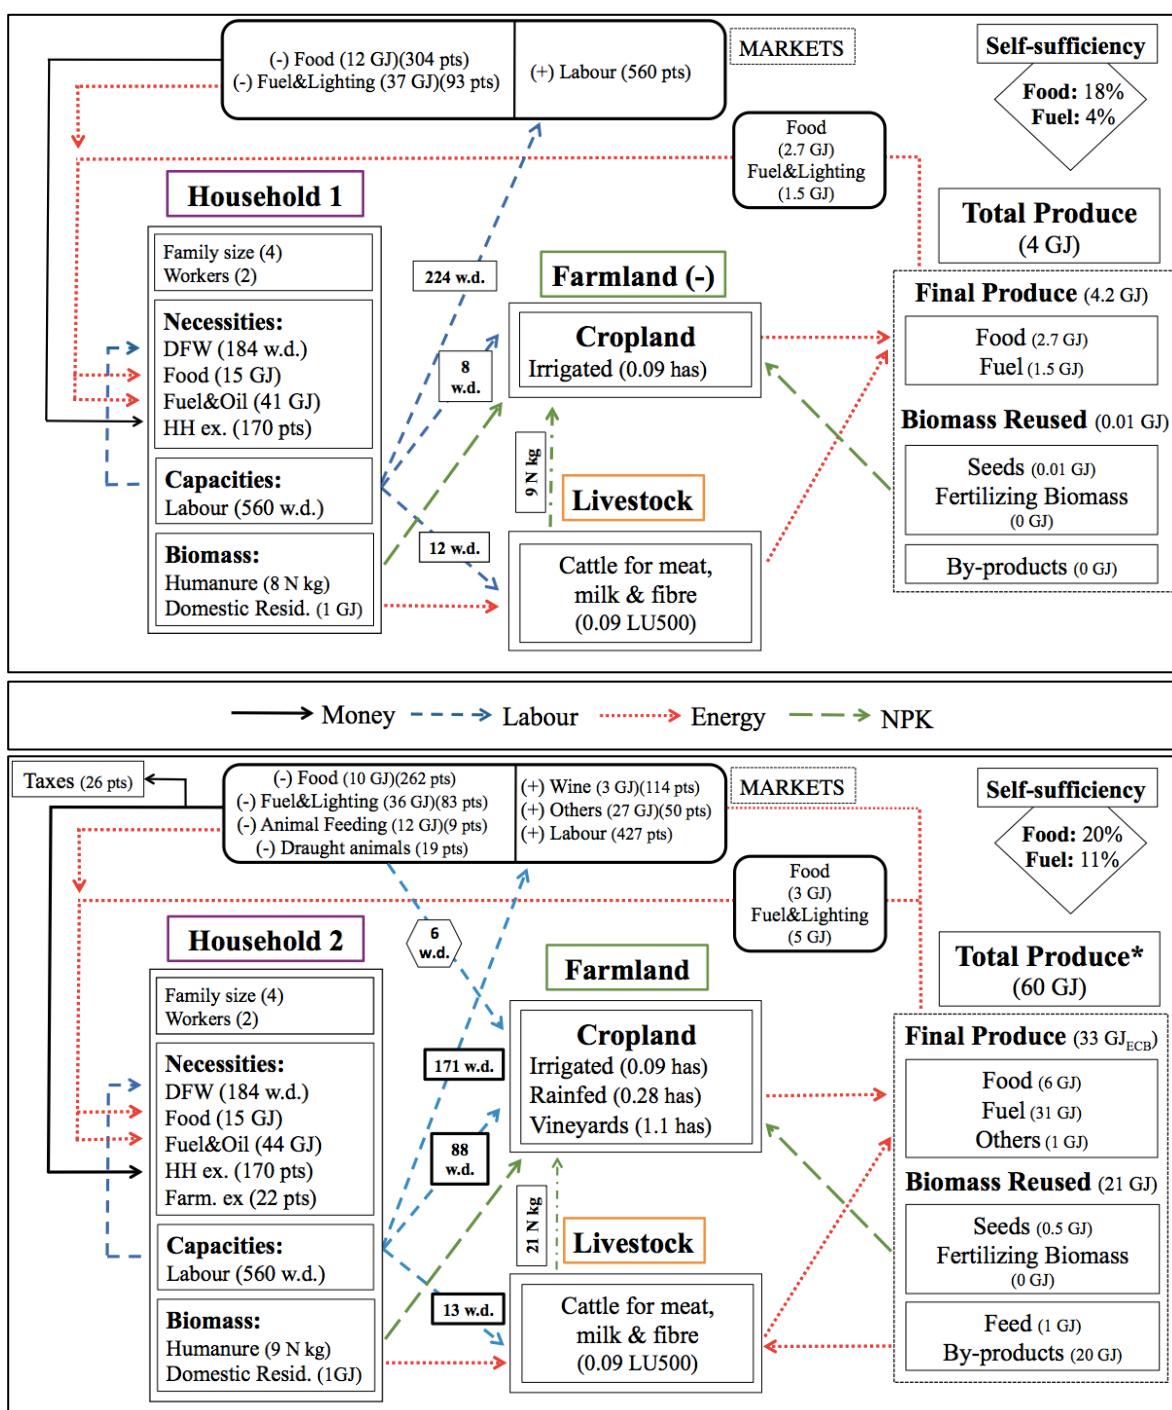 (-) Food (12 GJ)(304 pts)
(-) Fuel&Lighting (37 GJ)(93 pts)
(+) Labour (560 pts)
MARKETS
Self-sufficiency
Food: 18%
Fuel: 4%
Food
(2.7 GJ)
Fuel&Lighting
(1.5 GJ)
Household 1
Total Produce
(4 GJ)
Family size (4)
Workers (2)
224 w.d.
Farmland (-)
Final Produce (4.2 GJ)
Necessities:
DFW (184 w.d.)
Food (15 GJ)
Fuel&Oil (41 GJ)
HH ex. (170 pts)
8
w.d.
Cropland
Irrigated (0.09 has)
Food (2.7 GJ)
Fuel (1.5 GJ)
Biomass Reused (0.01 GJ)
Capacities:
Labour (560 w.d.)
9 N kg
Livestock
Seeds (0.01 GJ)
Fertilizing Biomass
(0 GJ)
12 w.d.
Biomass:
Humanure (8 N kg)
Domestic Resid. (1 GJ)
Cattle for meat,
milk & fibre
(0.09 LU500)
By-products (0 GJ)
Money
Labour
Energy
NPK
Taxes (26 pts)
(-) Food (10 GJ)(262 pts)
(-) Fuel&Lighting (36 GJ)(83 pts)
(-) Animal Feeding (12 GJ)(9 pts)
(-) Draught animals (19 pts)
(+) Wine (3 GJ)(114 pts)
(+) Others (27 GJ)(50 pts)
(+) Labour (427 pts)
MARKETS
Self-sufficiency
Food: 20%
Fuel: 11%
Food
(3 GJ)
Fuel&Lighting
(5 GJ)
Household 2
6
w.d.
Farmland
Total Produce*
(60 GJ)
Family size (4)
Workers (2)
Final Produce (33 GJECB)
Necessities:
DFW (184 w.d.)
Food (15 GJ)
Fuel&Oil (44 GJ)
HH ex. (170 pts)
Farm. ex (22 pts)
171 w.d.
88
w.d.
Cropland
Irrigated (0.09 has)
Rainfed (0.28 has)
Vineyards (1.1 has)
Food (6 GJ)
Fuel (31 GJ)
Others (1 GJ)
Biomass Reused (21 GJ)
Capacities:
Labour (560 w.d.)
21 N kg
Livestock
Seeds (0.5 GJ)
Fertilizing Biomass
(0 GJ)
13 w.d.
Biomass:
Humanure (9 N kg)
Domestic Resid. (1GJ)
Cattle for meat,
milk & fibre
(0.09 LU500)
Feed (1 GJ)
By-products (20 GJ)